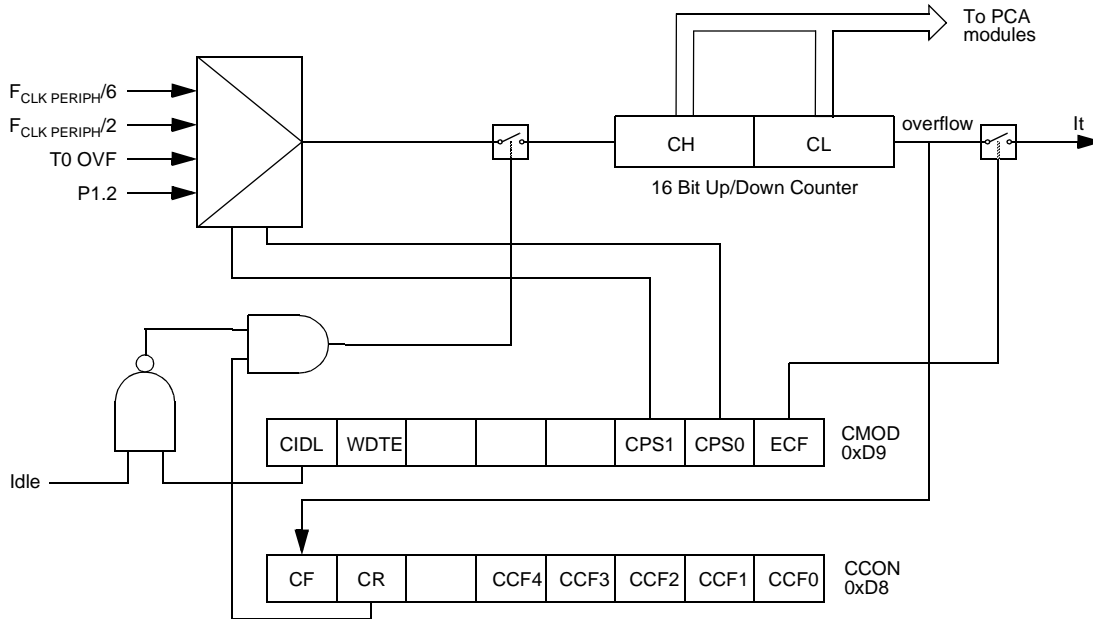 To PCA
modules
FCLK PERIPH/6
FCLK PERIPH/2
T0 OVF
P1.2
CH
CL
overflow
It
16 Bit Up/Down Counter
CIDL WDTE CPS1 CPS0 ECF
CMOD
0xD9
Idle
CF CR CCF4 CCF3 CCF2 CCF1 CCF0
CCON
0xD8